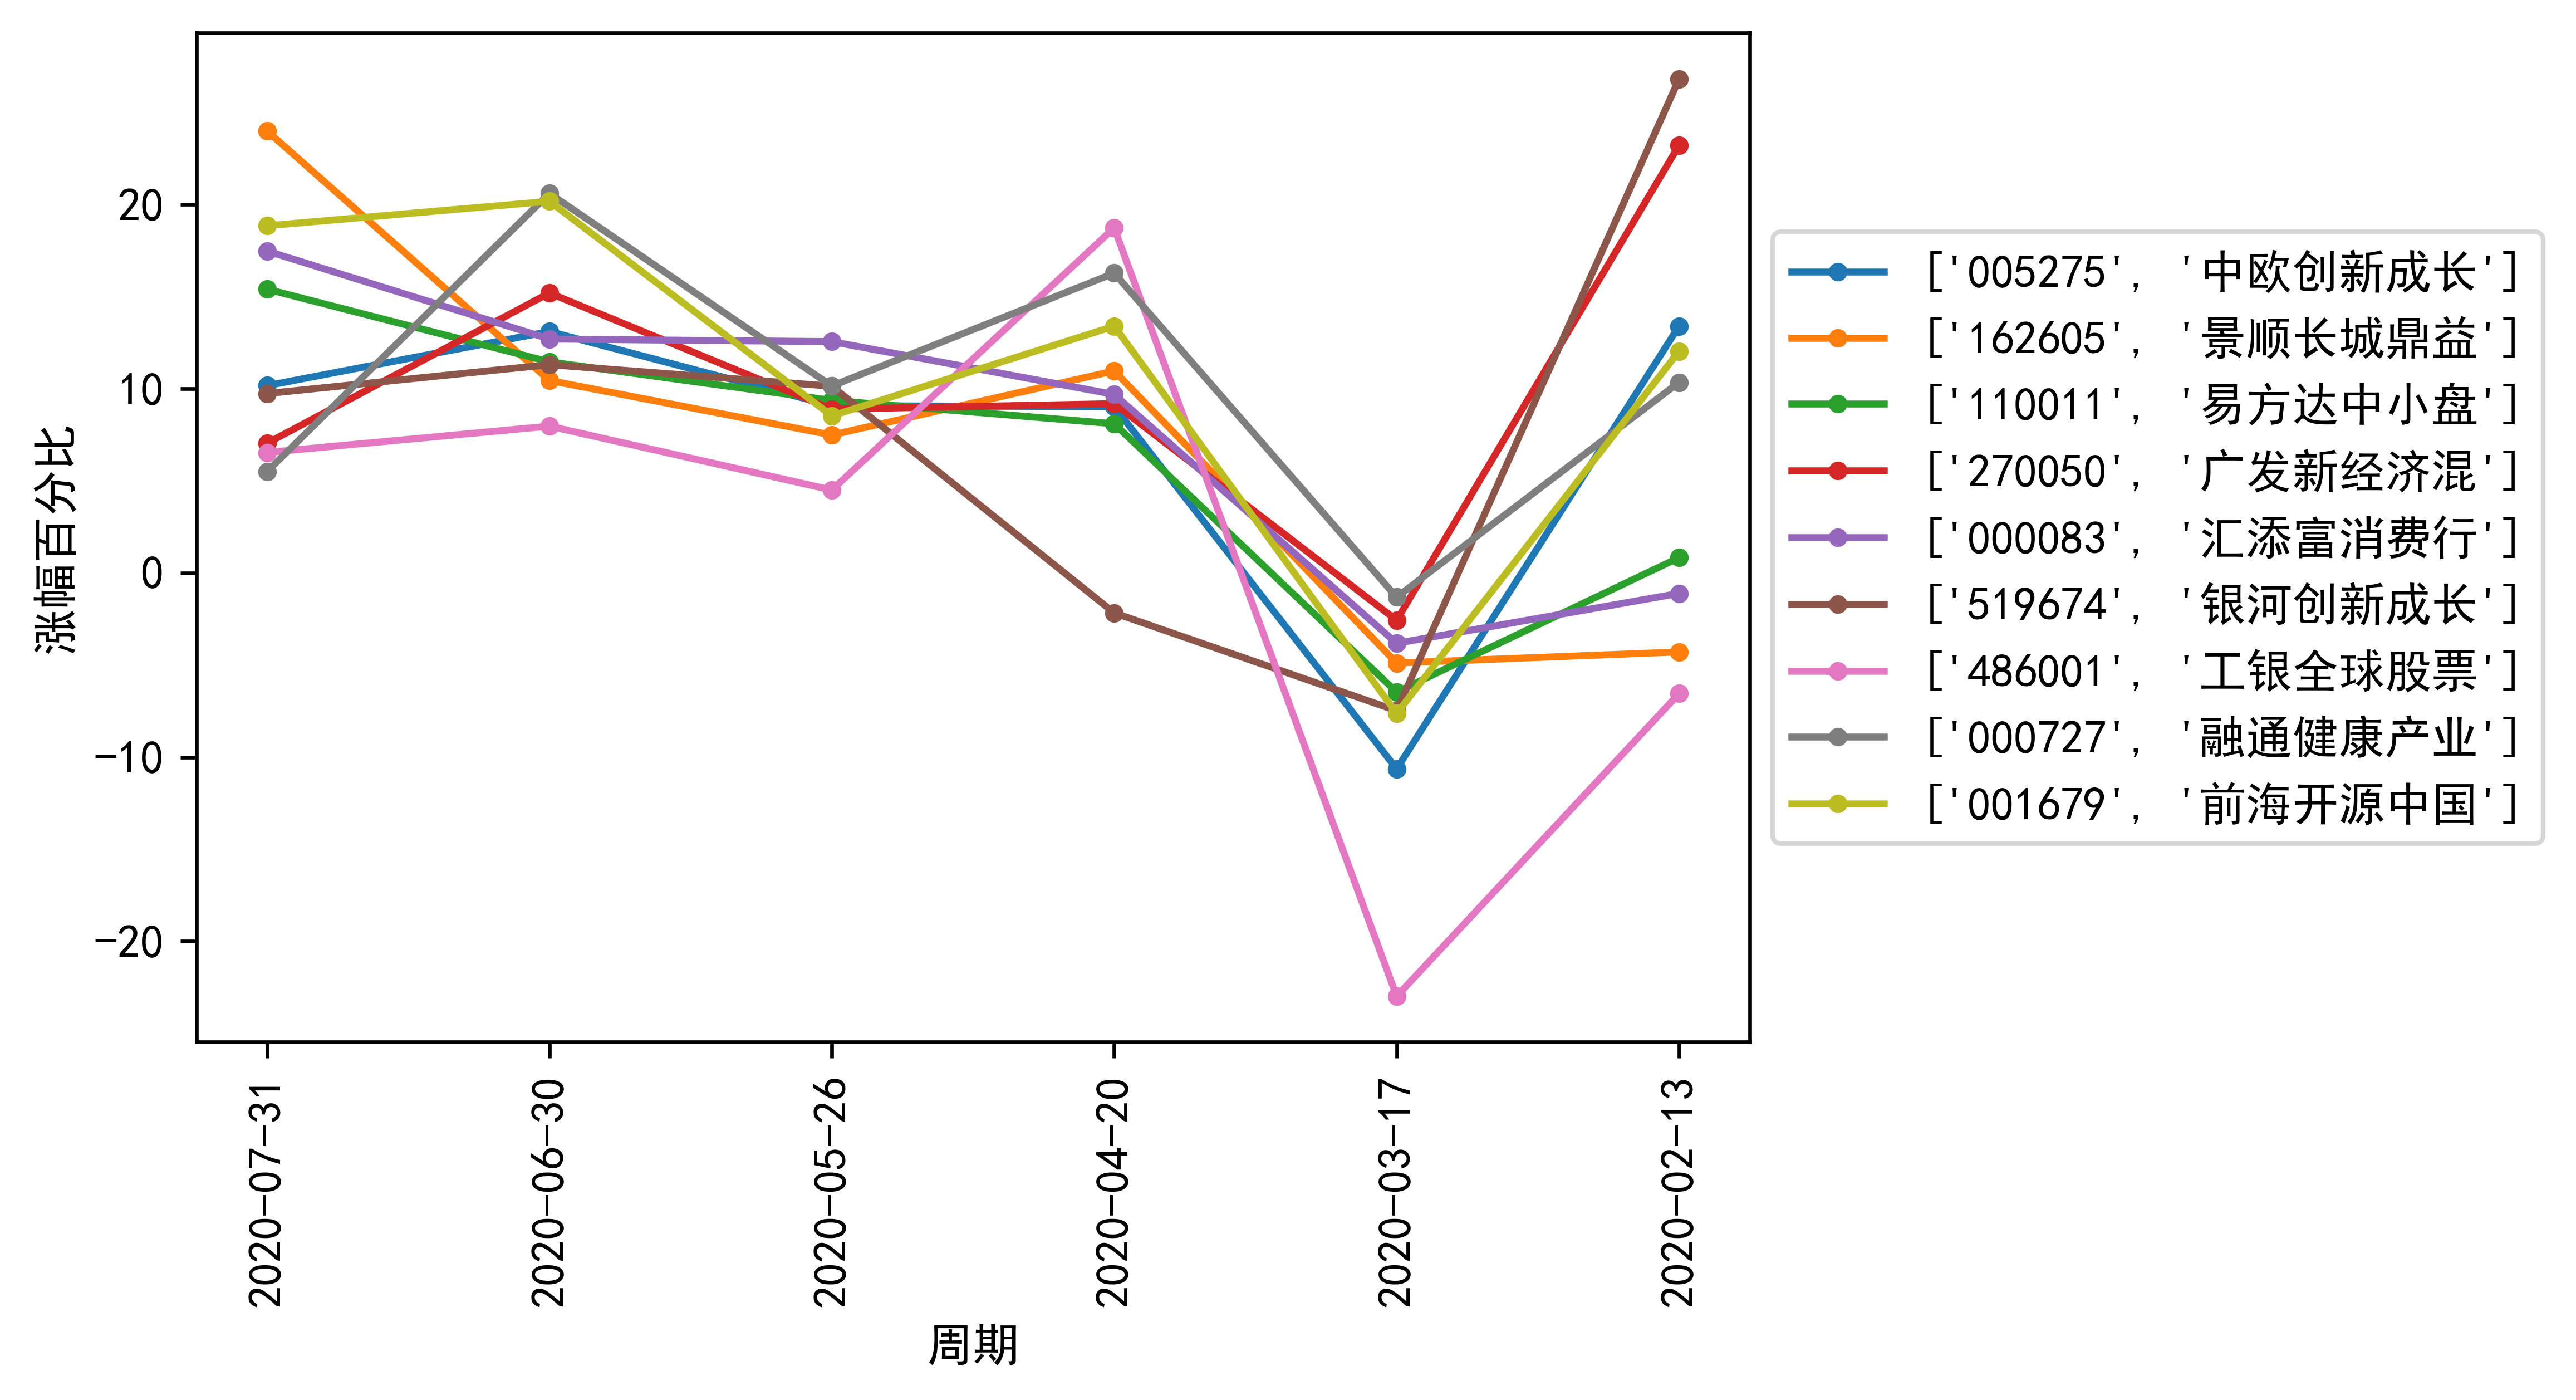 涨幅百分比
20
10
0
−10
−20
2020-07-31
2020-06-30
2020-05-26
2020-04-20
2020-03-17
2020-02-13
周期
['005275', '中欧创新成长']
['162605', '景顺长城鼎益']
['110011', '易方达中小盘']
['270050', '广发新经济混']
['000083', '汇添富消费行']
['519674', '银河创新成长']
['486001', '工银全球股票']
['000727', '融通健康产业']
['001679', '前海开源中国']